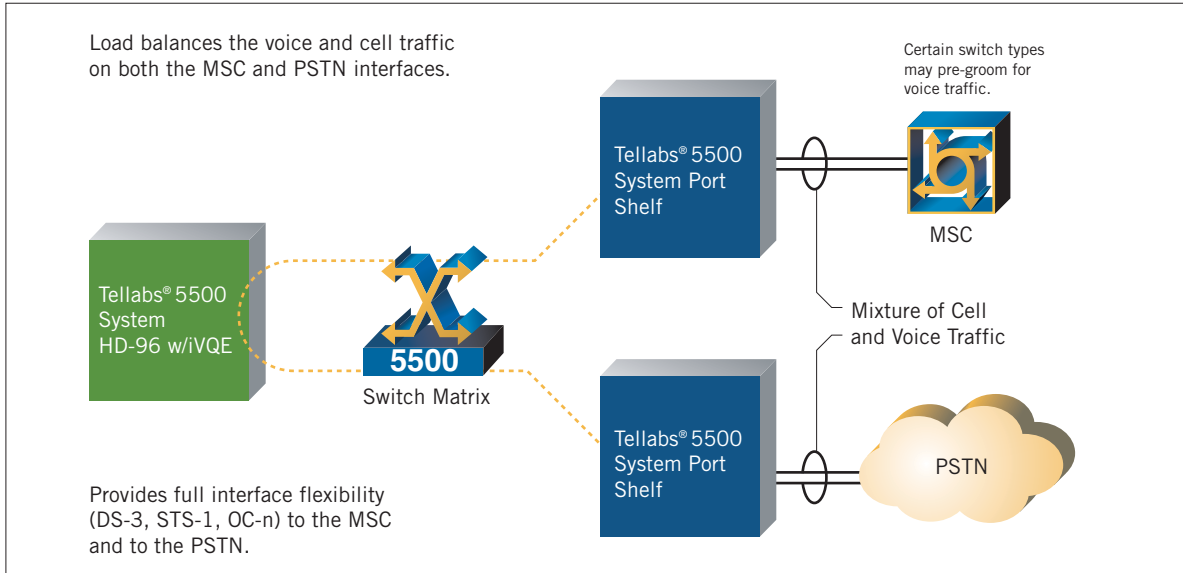 Load balances the voice and cell traffic
on both the MSC and PSTN interfaces.
Certain switch types
may pre-groom for
voice traffic.
Tellabs® 5500
System Port
Shelf
MSC
Tellabs® 5500
System
HD-96 w/iVQE
5500
Switch Matrix
Mixture of Cell
and Voice Traffic
Tellabs® 5500
System Port
Shelf
PSTN
Provides full interface flexibility
(DS-3, STS-1, OC-n) to the MSC
and to the PSTN.